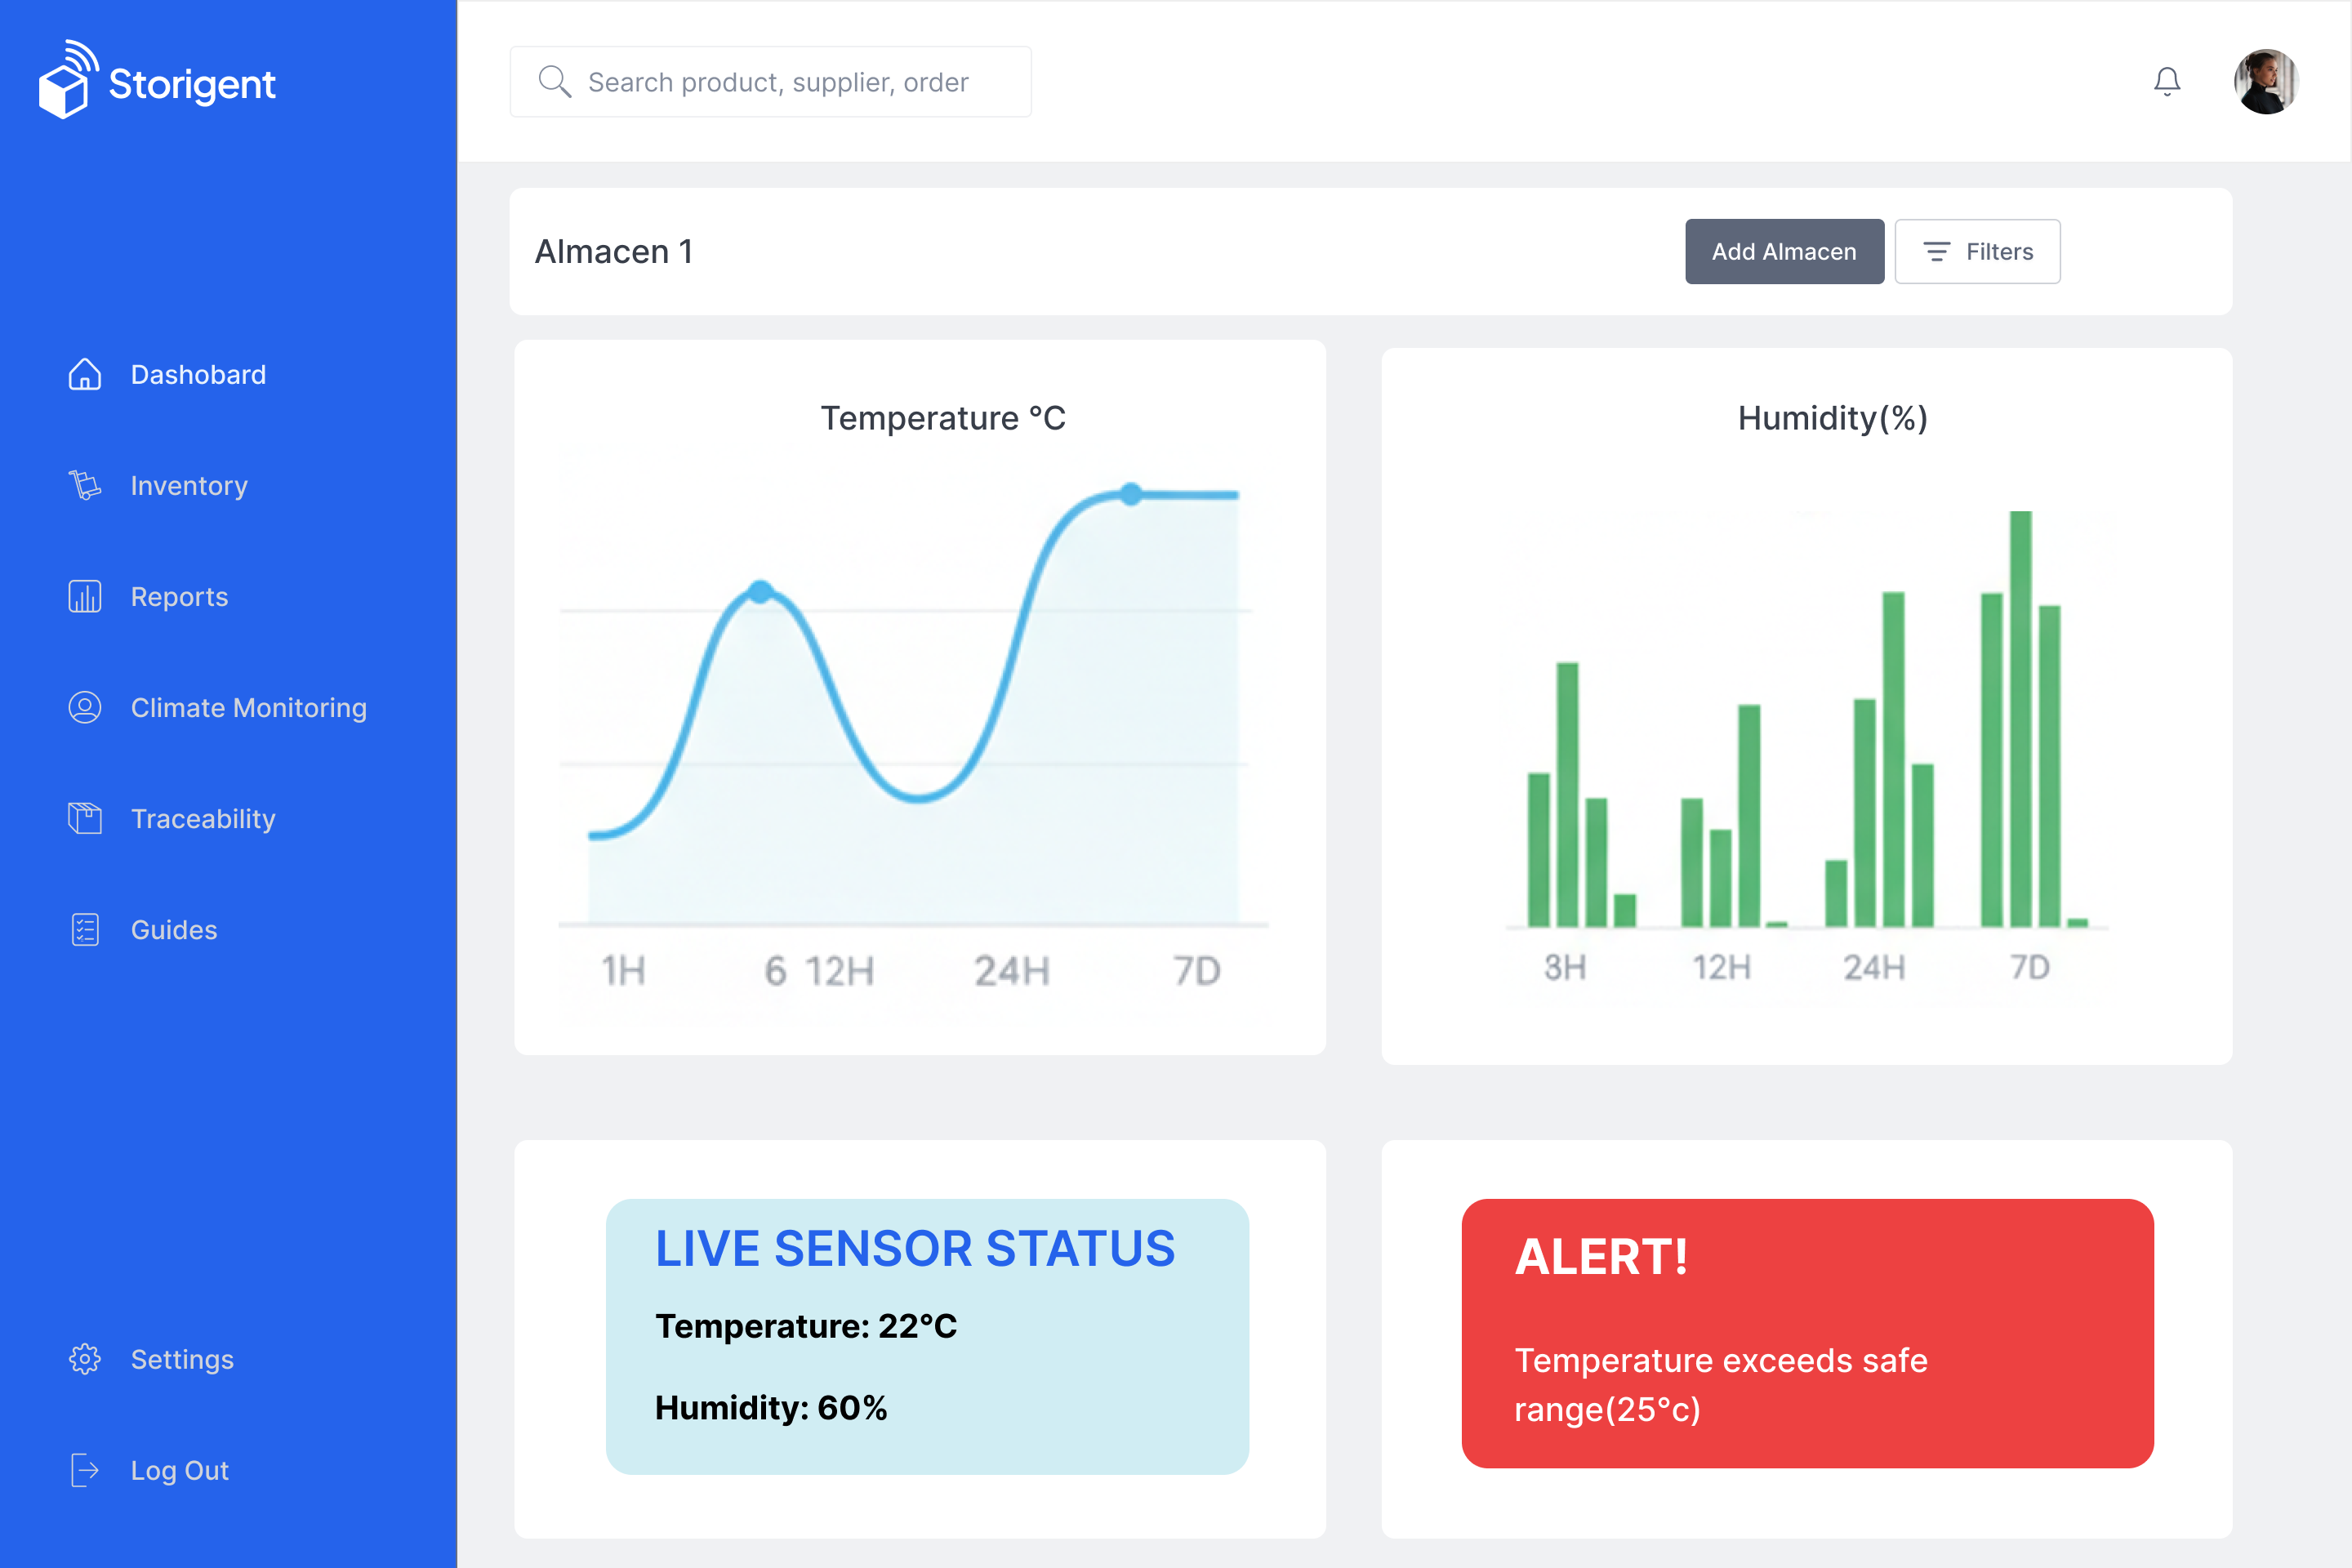 Storigent
Search product, supplier, order
Almacen 1
Add Almacen
Filters
Dashobard
Inventory
Reports
Climate Monitoring
Traceability
Guides
Settings
Log Out
Temperature °C
1H 6 12H 24H 7D
Humidity(%)
3H 12H 24H 7D
LIVE SENSOR STATUS
Temperature: 22°C
Humidity: 60%
ALERT!
Temperature exceeds safe
range(25°c)